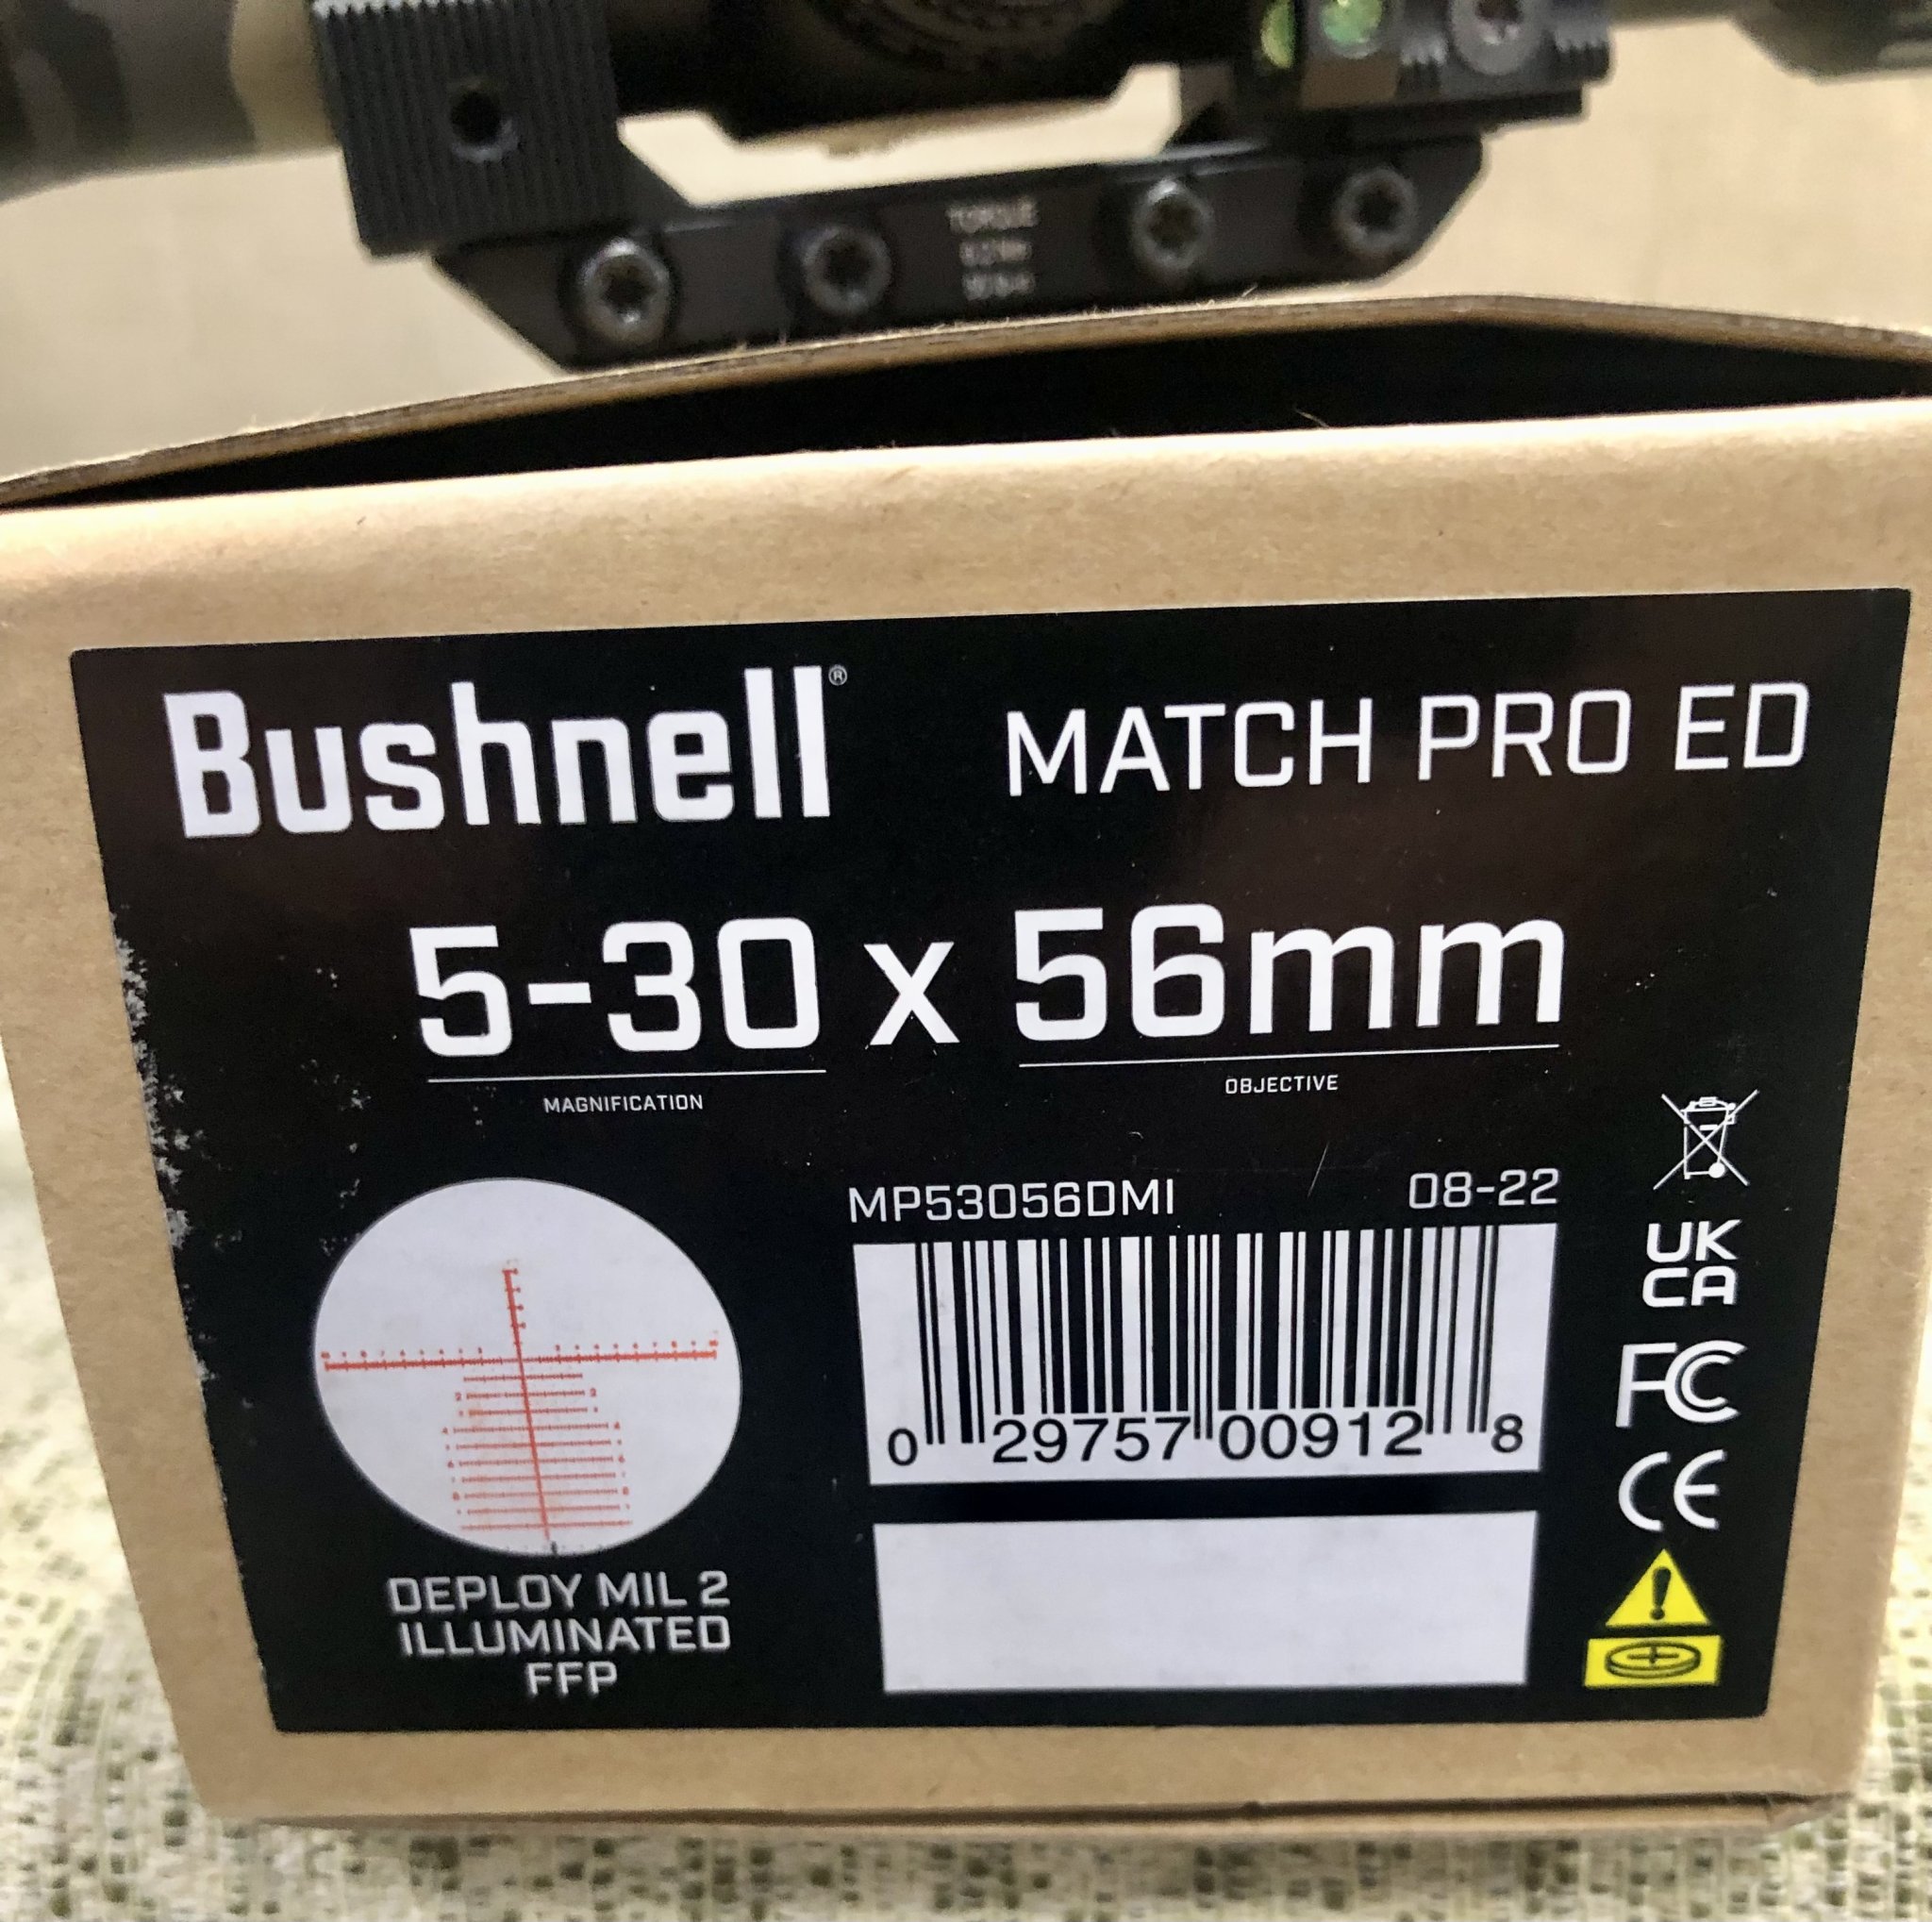 TORQUE
Bushnell®
MATCH PRO ED
5-30 x 56mm
MAGNIFICATION
OBJECTIVE
MP53056DMI
08-22
0 29757 00912 8
DEPLOY MIL 2
ILLUMINATED
FFP
UK
CA
FC
CE
!